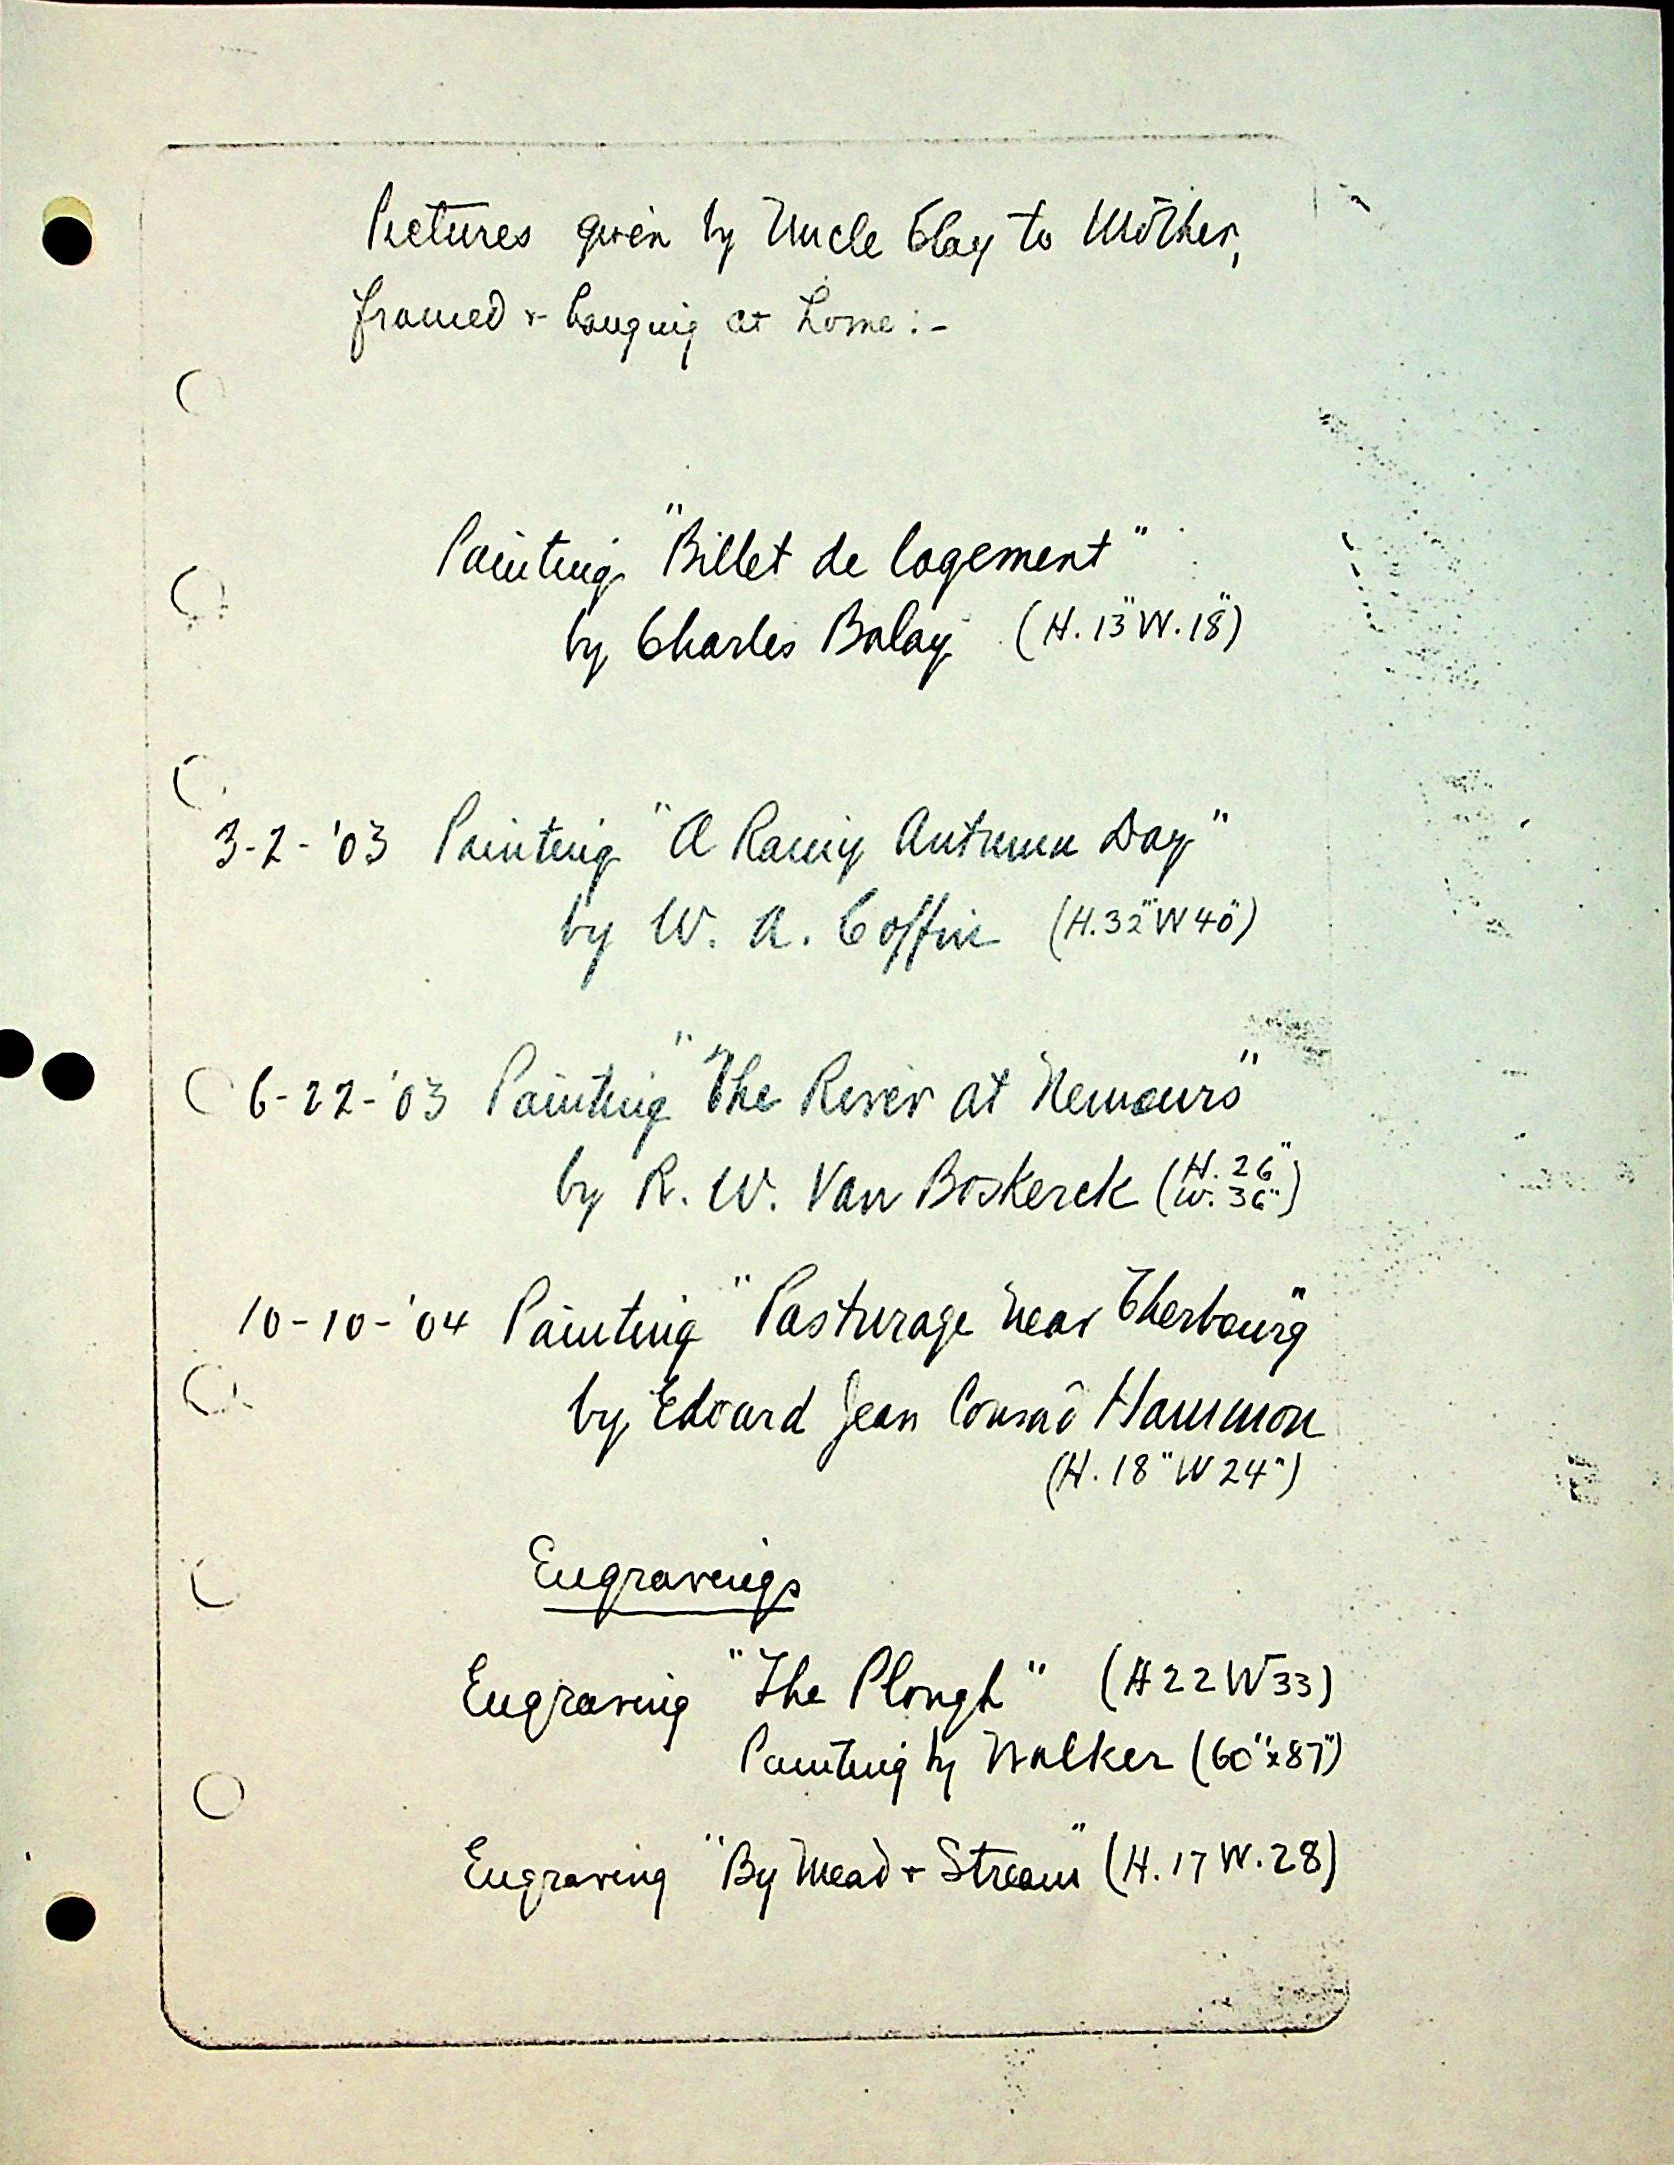 Pictures given by Uncle Clay to Mother,
framed + hanging at home:-
Painting "Billet de logement"
by Charles Balay (H. 13" W. 18")
3-2-'03 Painting "A Rainy Autumn Day"
by W. A. Coffin (H. 32" W 40")
6-22-'03 Painting "The River at Nemours"
by R. W. Van Boskerck (H. 26" W. 36")
10-10-'04 Painting "Pasturage near Cherbourg"
by Edouard Jean Conrad Hammon
(H. 18" W 24")
Engravings
Engraving "The Plough" (H 22 W 33)
Painting by Walker (60" x 87")
Engraving "By Mead + Stream" (H. 17 W. 28)